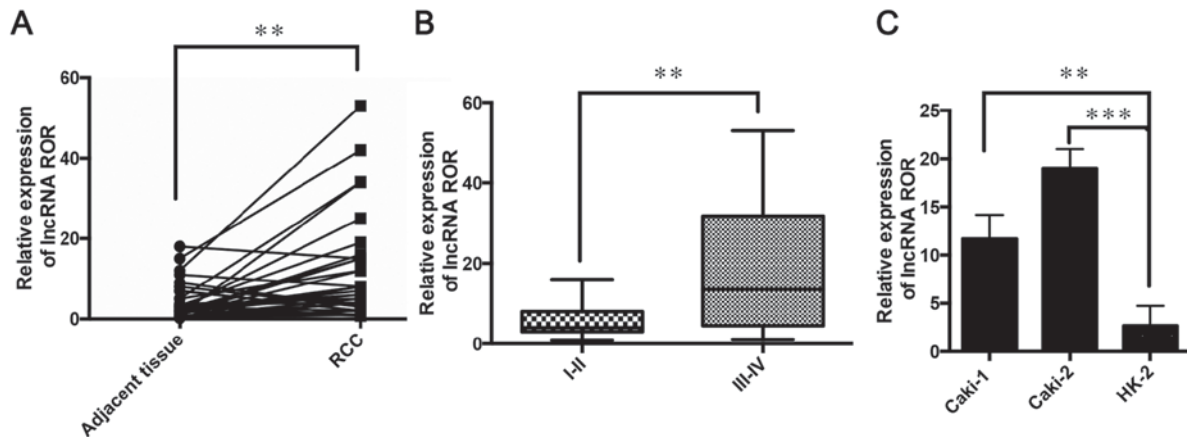 A
**
Relative expression
of lncRNA ROR
60
40
20
0
Adjacent tissue
RCC
B
**
Relative expression
of lncRNA ROR
60
40
20
0
I-II
III-IV
C
**
***
Relative expression
of lncRNA ROR
25
20
15
10
5
0
Caki-1
Caki-2
HK-2